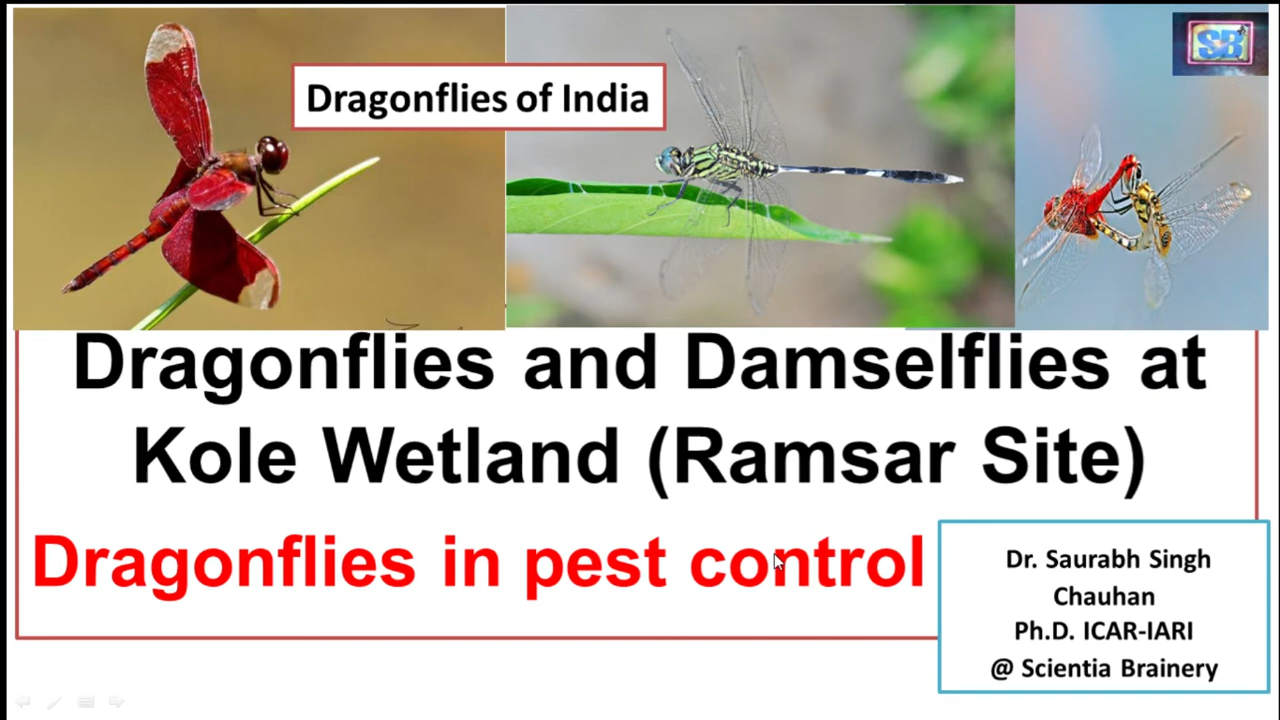 SB
Dragonflies of India
Dragonflies and Damselflies at
Kole Wetland (Ramsar Site)
Dragonflies in pest control
Dr. Saurabh Singh
Chauhan
Ph.D. ICAR-IARI
@ Scientia Brainery